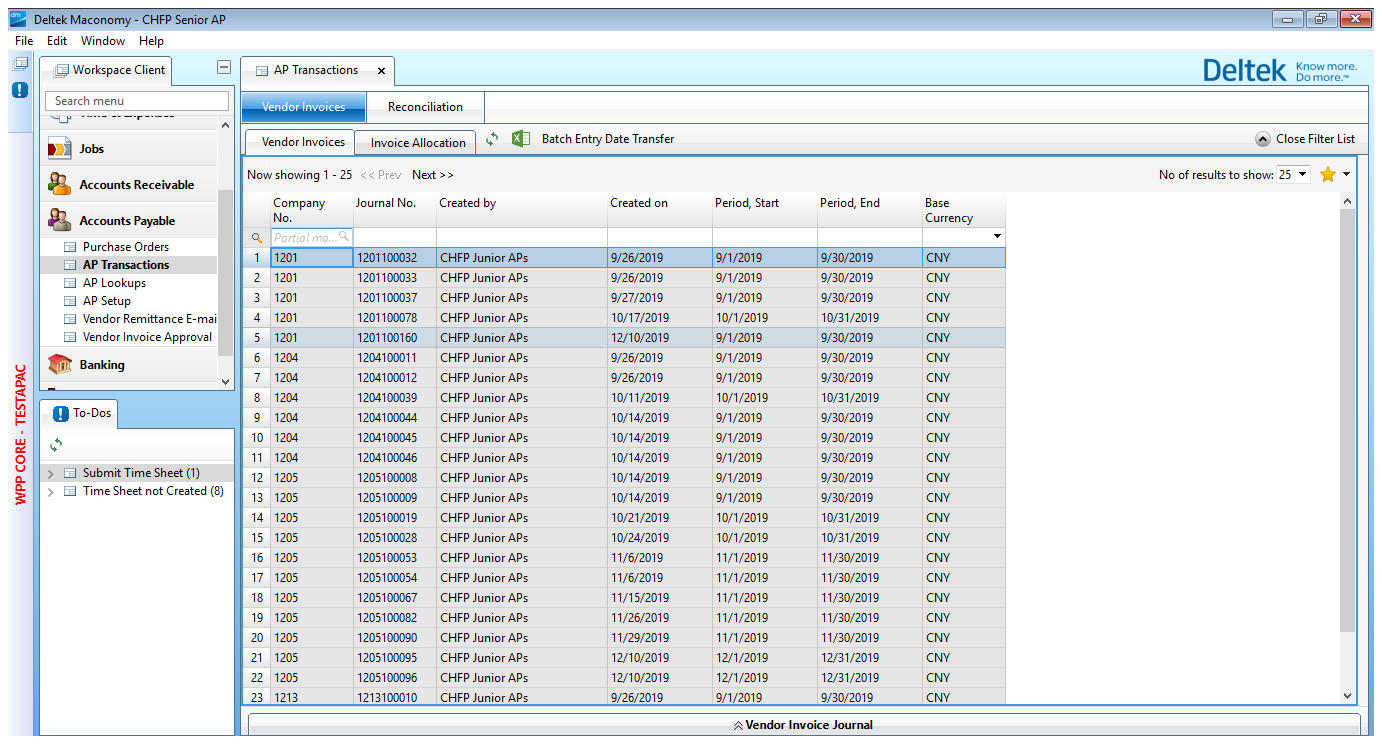 dm Deltek Maconomy - CHFP Senior AP
File Edit Window Help
Workspace Client
AP Transactions
Deltek Know more. Do more.™
Search menu
Vendor Invoices Reconciliation
Jobs
Accounts Receivable
Accounts Payable
Purchase Orders
AP Transactions
AP Lookups
AP Setup
Vendor Remittance E-mai
Vendor Invoice Approval
Banking
WPP CORE - TESTAPAC
To-Dos
Submit Time Sheet (1)
Time Sheet not Created (8)
Vendor Invoices Invoice Allocation Batch Entry Date Transfer Close Filter List
Now showing 1 - 25 << Prev Next >> No of results to show: 25
Company No. Journal No. Created by Created on Period, Start Period, End Base Currency
Partial ma...
1 1201 1201100032 CHFP Junior APs 9/26/2019 9/1/2019 9/30/2019 CNY
2 1201 1201100033 CHFP Junior APs 9/26/2019 9/1/2019 9/30/2019 CNY
3 1201 1201100037 CHFP Junior APs 9/27/2019 9/1/2019 9/30/2019 CNY
4 1201 1201100078 CHFP Junior APs 10/17/2019 10/1/2019 10/31/2019 CNY
5 1201 1201100160 CHFP Junior APs 12/10/2019 9/1/2019 9/30/2019 CNY
6 1204 1204100011 CHFP Junior APs 9/26/2019 9/1/2019 9/30/2019 CNY
7 1204 1204100012 CHFP Junior APs 9/26/2019 9/1/2019 9/30/2019 CNY
8 1204 1204100039 CHFP Junior APs 10/11/2019 10/1/2019 10/31/2019 CNY
9 1204 1204100044 CHFP Junior APs 10/14/2019 9/1/2019 9/30/2019 CNY
10 1204 1204100045 CHFP Junior APs 10/14/2019 9/1/2019 9/30/2019 CNY
11 1204 1204100046 CHFP Junior APs 10/14/2019 9/1/2019 9/30/2019 CNY
12 1205 1205100008 CHFP Junior APs 10/14/2019 9/1/2019 9/30/2019 CNY
13 1205 1205100009 CHFP Junior APs 10/14/2019 9/1/2019 9/30/2019 CNY
14 1205 1205100019 CHFP Junior APs 10/21/2019 10/1/2019 10/31/2019 CNY
15 1205 1205100028 CHFP Junior APs 10/24/2019 10/1/2019 10/31/2019 CNY
16 1205 1205100053 CHFP Junior APs 11/6/2019 11/1/2019 11/30/2019 CNY
17 1205 1205100054 CHFP Junior APs 11/6/2019 11/1/2019 11/30/2019 CNY
18 1205 1205100067 CHFP Junior APs 11/15/2019 11/1/2019 11/30/2019 CNY
19 1205 1205100082 CHFP Junior APs 11/26/2019 11/1/2019 11/30/2019 CNY
20 1205 1205100090 CHFP Junior APs 11/29/2019 11/1/2019 11/30/2019 CNY
21 1205 1205100095 CHFP Junior APs 12/10/2019 12/1/2019 12/31/2019 CNY
22 1205 1205100096 CHFP Junior APs 12/10/2019 12/1/2019 12/31/2019 CNY
23 1213 1213100010 CHFP Junior APs 9/26/2019 9/1/2019 9/30/2019 CNY
Vendor Invoice Journal